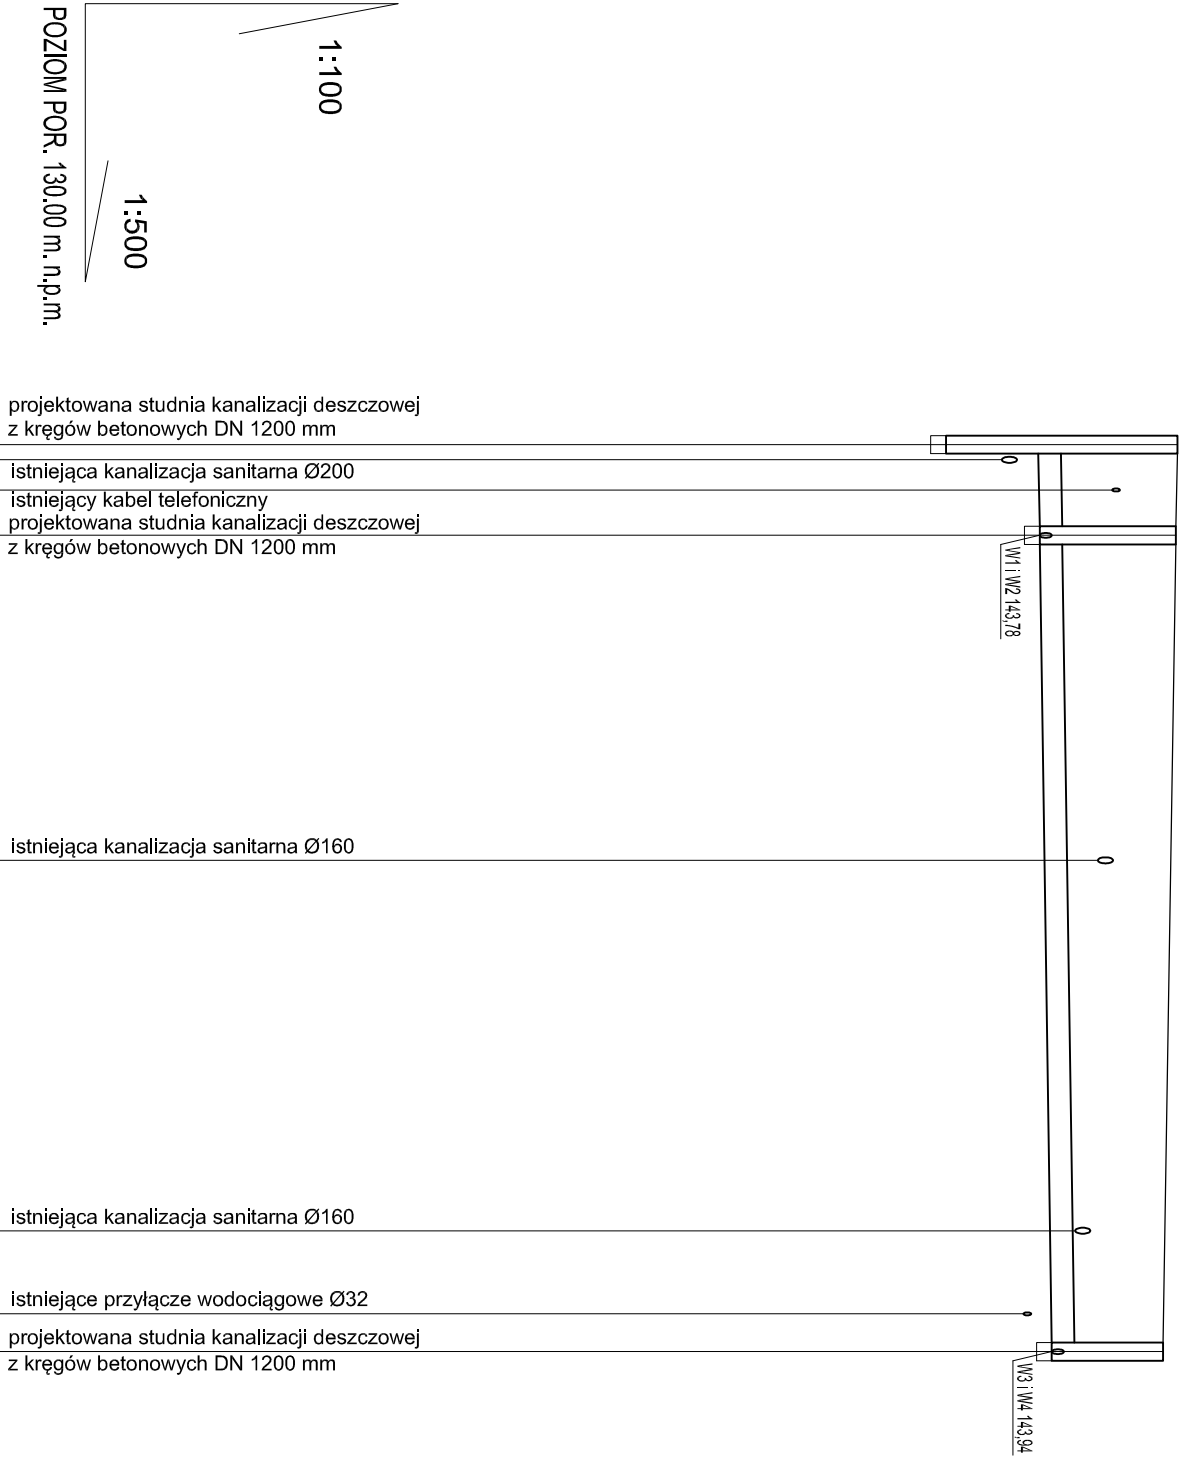 1:100
1:500
POZIOM POR. 130.00 m. n.p.m.
projektowana studnia kanalizacji deszczowej
z kręgów betonowych DN 1200 mm
istniejąca kanalizacja sanitarna Ø200
istniejący kabel telefoniczny
projektowana studnia kanalizacji deszczowej
z kręgów betonowych DN 1200 mm
W1 i W2 143,78
istniejąca kanalizacja sanitarna Ø160
istniejąca kanalizacja sanitarna Ø160
istniejące przyłącze wodociągowe Ø32
projektowana studnia kanalizacji deszczowej
z kręgów betonowych DN 1200 mm
W3 i W4 143,94